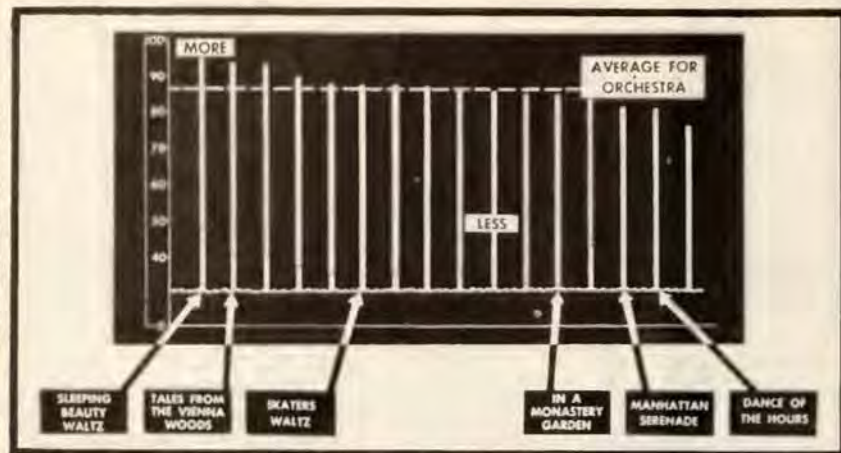 100
MORE
90
AVERAGE FOR
ORCHESTRA
80
70
60
50
LESS
40
0
SLEEPING
BEAUTY
WALTZ
TALES FROM
THE VIENNA
WOODS
SKATERS
WALTZ
IN A
MONASTERY
GARDEN
MANHATTAN
SERENADE
DANCE OF
THE HOURS